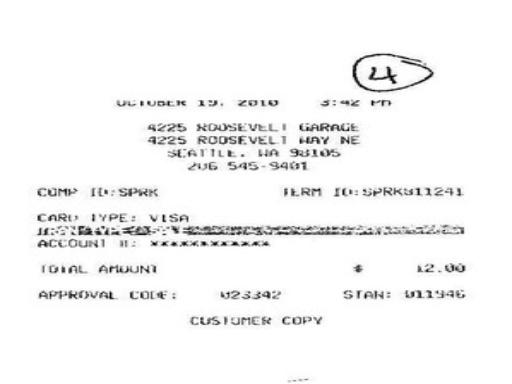 4
OCTOBER 19, 2010 3:42 PM
4225 ROOSEVELT GARAGE
4225 ROOSEVELT WAY NE
SEATTLE, WA 98105
206 545-9401
COMP ID:SPRK TERM ID:SPRK011241
CARD TYPE: VISA
ACCOUNT #: xxxxxxxxxxxx
TOTAL AMOUNT $ 12.00
APPROVAL CODE: 023342 STAN: 011946
CUSTOMER COPY